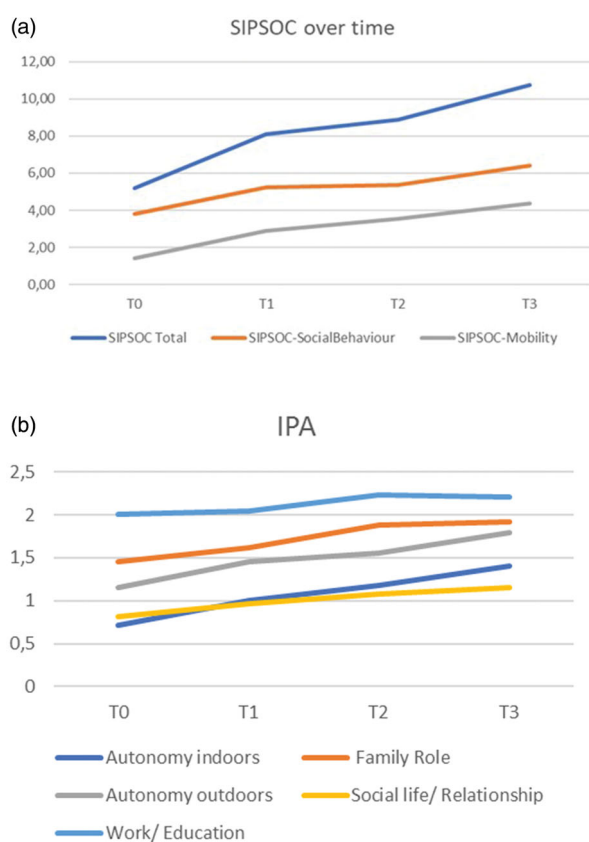 (a)
SIPSOC over time
12,00
10,00
8,00
6,00
4,00
2,00
0,00
T0 T1 T2 T3
SIPSOC Total SIPSOC-SocialBehaviour SIPSOC-Mobility
(b)
IPA
2,5
2
1,5
1
0,5
0
T0 T1 T2 T3
Autonomy indoors Family Role
Autonomy outdoors Social life/ Relationship
Work/ Education